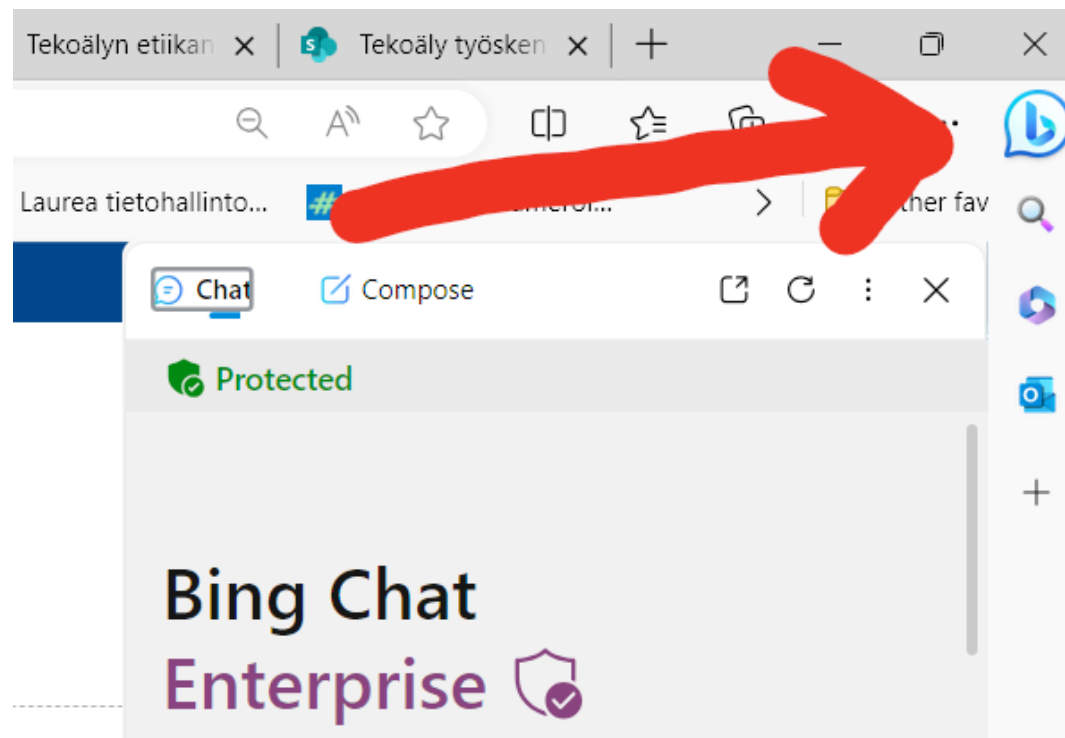 Tekoälyn etiikan
Tekoäly työsken
Laurea tietohallinto...
Chat
Compose
Protected
Bing Chat
Enterprise